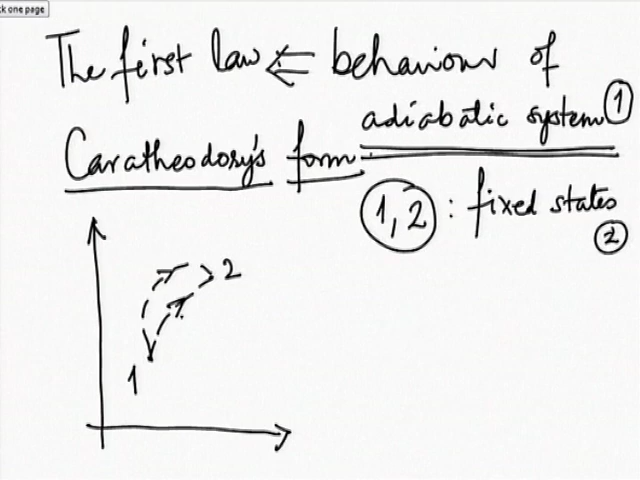 ck one page
The first law ⇐ behaviour of
adiabatic system ①
Caratheodory's form
1, 2 : fixed states
②
2
1